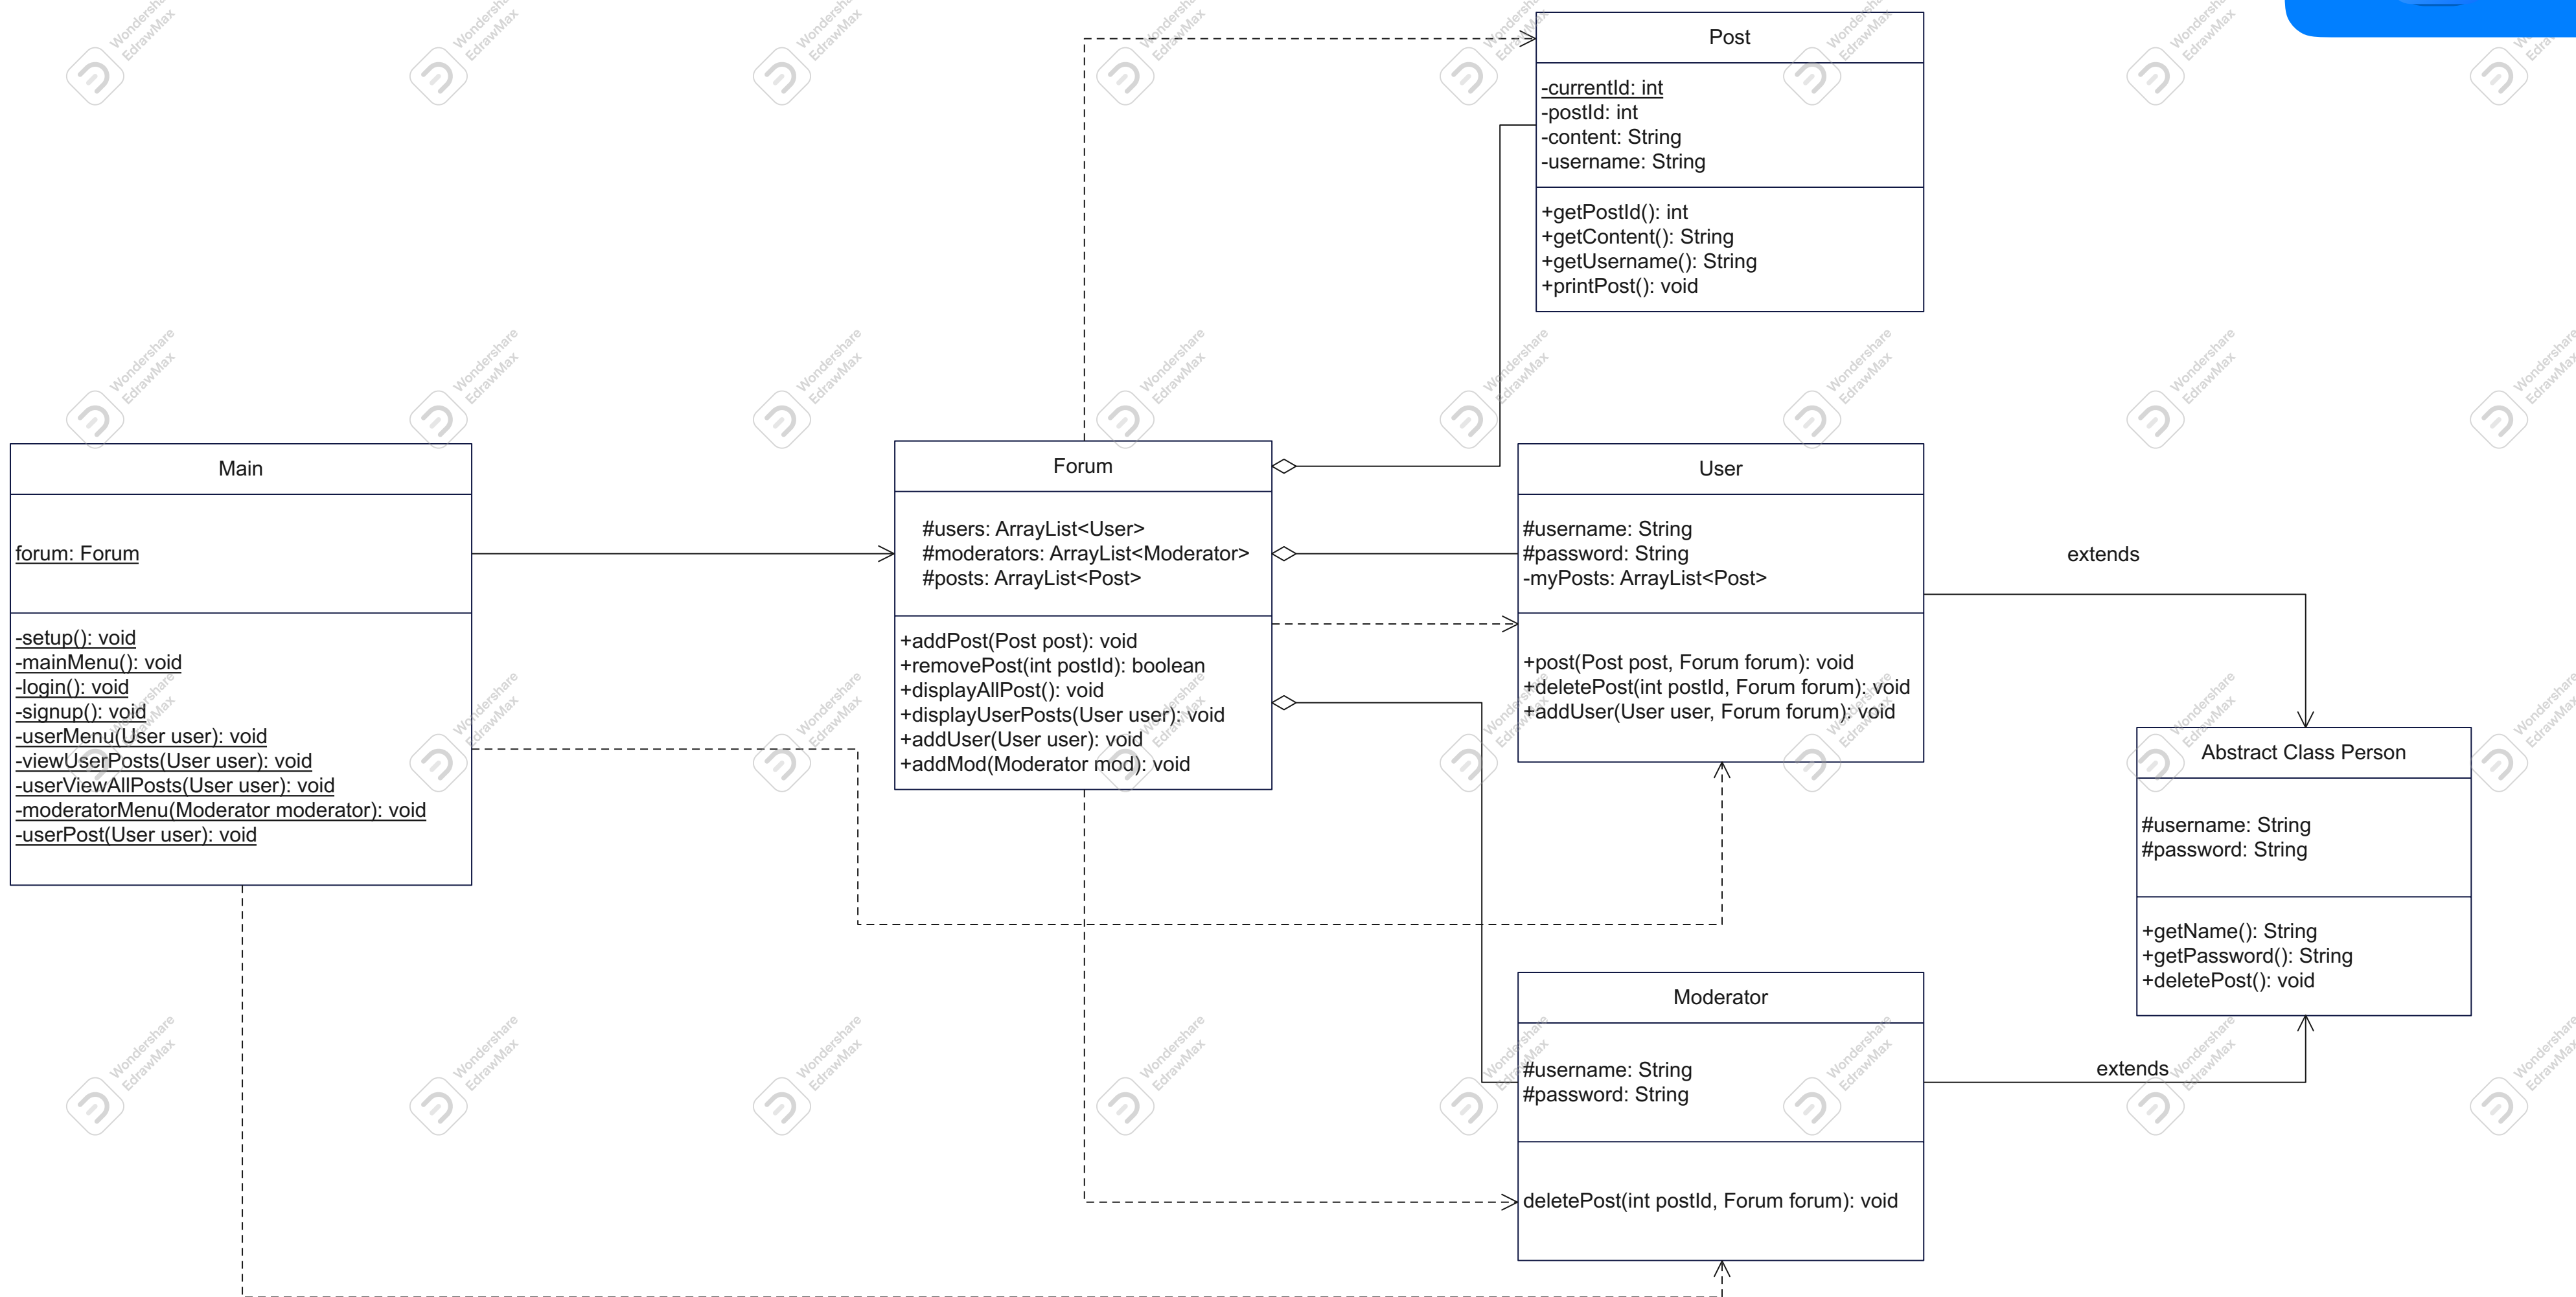 Post
-currentId: int
-postId: int
-content: String
-username: String
+getPostId(): int
+getContent(): String
+getUsername(): String
+printPost(): void
Main
forum: Forum
-setup(): void
-mainMenu(): void
-login(): void
-signup(): void
-userMenu(User user): void
-viewUserPosts(User user): void
-userViewAllPosts(User user): void
-moderatorMenu(Moderator moderator): void
-userPost(User user): void
Forum
#users: ArrayList<User>
#moderators: ArrayList<Moderator>
#posts: ArrayList<Post>
+addPost(Post post): void
+removePost(int postId): boolean
+displayAllPost(): void
+displayUserPosts(User user): void
+addUser(User user): void
+addMod(Moderator mod): void
User
#username: String
#password: String
-myPosts: ArrayList<Post>
+post(Post post, Forum forum): void
+deletePost(int postId, Forum forum): void
+addUser(User user, Forum forum): void
extends
Abstract Class Person
#username: String
#password: String
+getName(): String
+getPassword(): String
+deletePost(): void
Moderator
#username: String
#password: String
deletePost(int postId, Forum forum): void
extends
Wondershare
EdrawMax